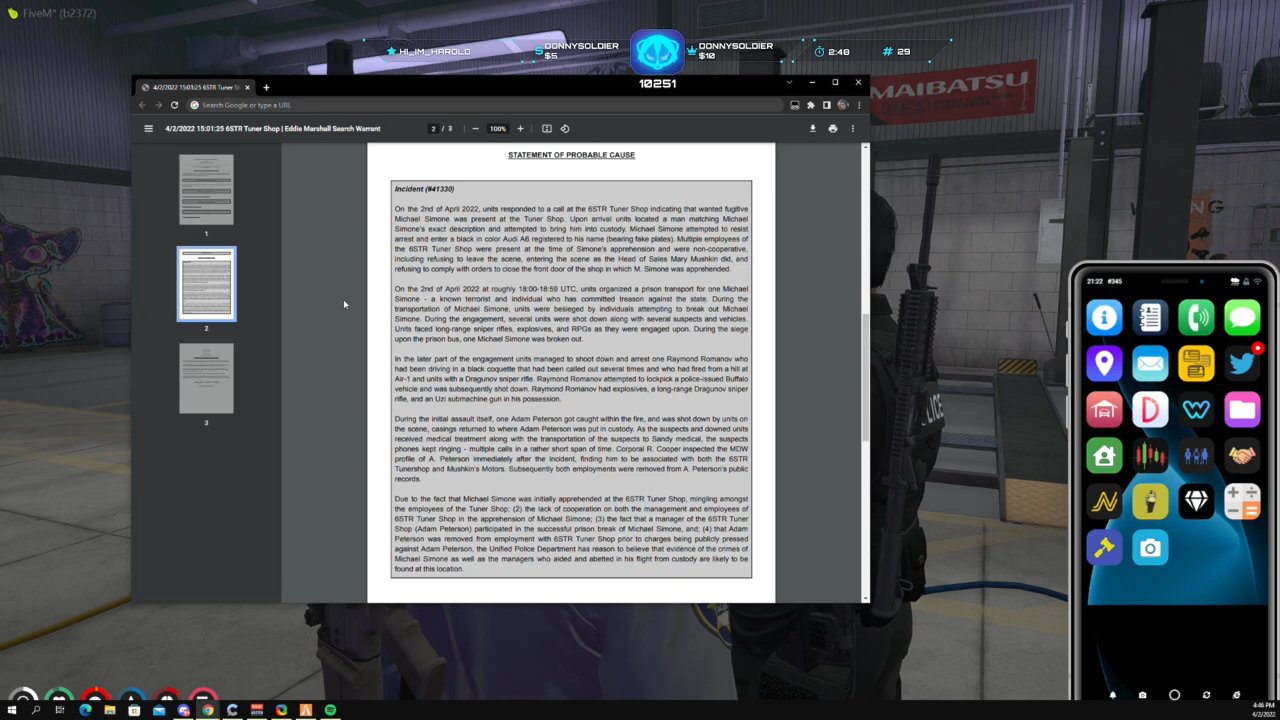 FiveM* (b2372)
HI_IM_HAROLD
DONNYSOLDIER
$5
DONNYSOLDIER
$10
2:48
# 29
10251
MAIBATSU
4/2/2022 15:01:25 6STR Tuner S
Search Google or type a URL
4/2/2022 15:01:25 6STR Tuner Shop | Eddie Marshall Search Warrant
2 / 3
100%
1
2
3
STATEMENT OF PROBABLE CAUSE
Incident (#41330)
On the 2nd of April 2022, units responded to a call at the 6STR Tuner Shop indicating that wanted fugitive
Michael Simone was present at the Tuner Shop. Upon arrival units located a man matching Michael
Simone's exact description and attempted to bring him into custody. Michael Simone attempted to resist
arrest and enter a black in color Audi A6 registered to his name (bearing fake plates). Multiple employees of
the 6STR Tuner Shop were present at the time of Simone's apprehension and were non-cooperative,
including refusing to leave the scene, entering the scene as the Head of Sales Mary Mushkin did, and
refusing to comply with orders to close the front door of the shop in which M. Simone was apprehended.
On the 2nd of April 2022 at roughly 18:00-18:59 UTC, units organized a prison transport for one Michael
Simone - a known terrorist and individual who has committed treason against the state. During the
transportation of Michael Simone, units were besieged by individuals attempting to break out Michael
Simone. During the engagement, several units were shot down along with several suspects and vehicles.
Units faced long-range sniper rifles, explosives, and RPGs as they were engaged upon. During the siege
upon the prison bus, one Michael Simone was broken out.
In the later part of the engagement units managed to shoot down and arrest one Raymond Romanov who
had been driving in a black coquette that had been called out several times and who had fired from a hill at
Air-1 and units with a Dragunov sniper rifle. Raymond Romanov attempted to lockpick a police-issued Buffalo
vehicle and was subsequently shot down. Raymond Romanov had explosives, a long-range Dragunov sniper
rifle, and an Uzi submachine gun in his possession.
During the initial assault itself, one Adam Peterson got caught within the fire, and was shot down by units on
the scene, casings returned to where Adam Peterson was put in custody. As the suspects and downed units
received medical treatment along with the transportation of the suspects to Sandy medical, the suspects
phones kept ringing - multiple calls in a rather short span of time. Corporal R. Cooper inspected the MDW
profile of A. Peterson immediately after the incident, finding him to be associated with both the 6STR
Tunershop and Mushkin's Motors. Subsequently both employments were removed from A. Peterson's public
records.
Due to the fact that Michael Simone was initially apprehended at the 6STR Tuner Shop, mingling amongst
the employees of the Tuner Shop; (2) the lack of cooperation on both the management and employees of
6STR Tuner Shop in the apprehension of Michael Simone; (3) the fact that a manager of the 6STR Tuner
Shop (Adam Peterson) participated in the successful prison break of Michael Simone, and; (4) that Adam
Peterson was removed from employment with 6STR Tuner Shop prior to charges being publicly pressed
against Adam Peterson, the Unified Police Department has reason to believe that evidence of the crimes of
Michael Simone as well as the managers who aided and abetted in his flight from custody are likely to be
found at this location.
21:22 #345
4:46 PM
4/2/2022